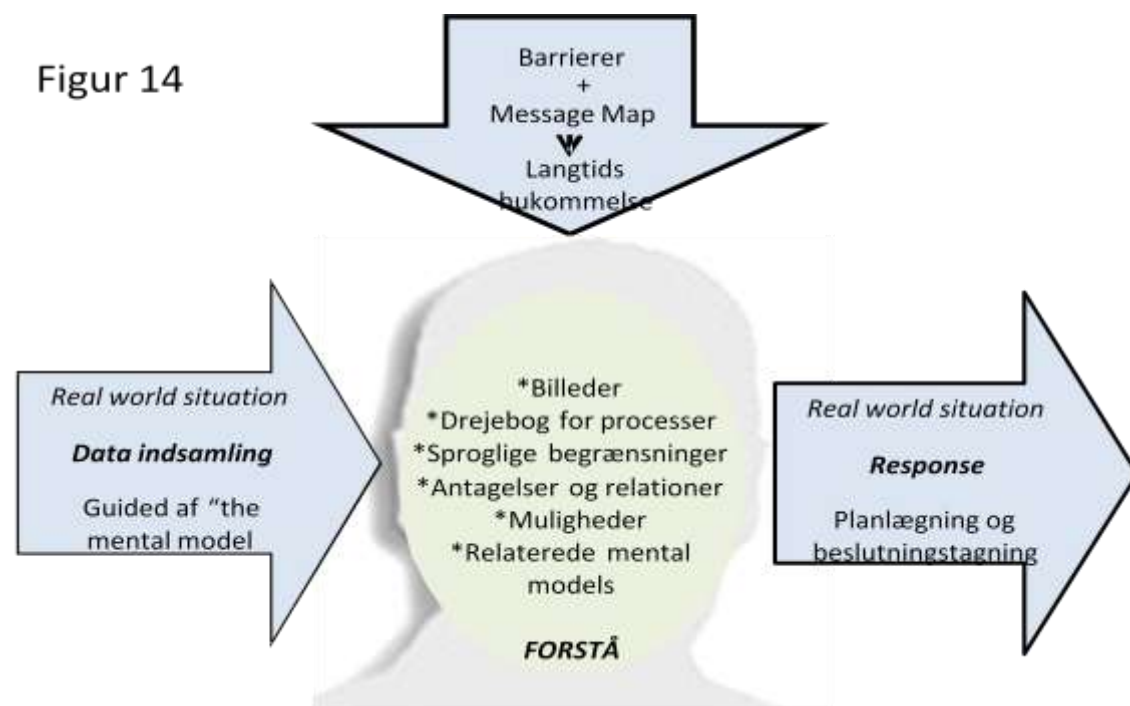 Figur 14
Barrierer
+
Message Map
Langtids
hukommelse
Real world situation
Data indsamling
Guided af “the
mental model
*Billeder
*Drejebog for processer
*Sproglige begrænsninger
*Antagelser og relationer
*Muligheder
*Relaterede mental
models
FORSTÅ
Real world situation
Response
Planlægning og
beslutningstagning